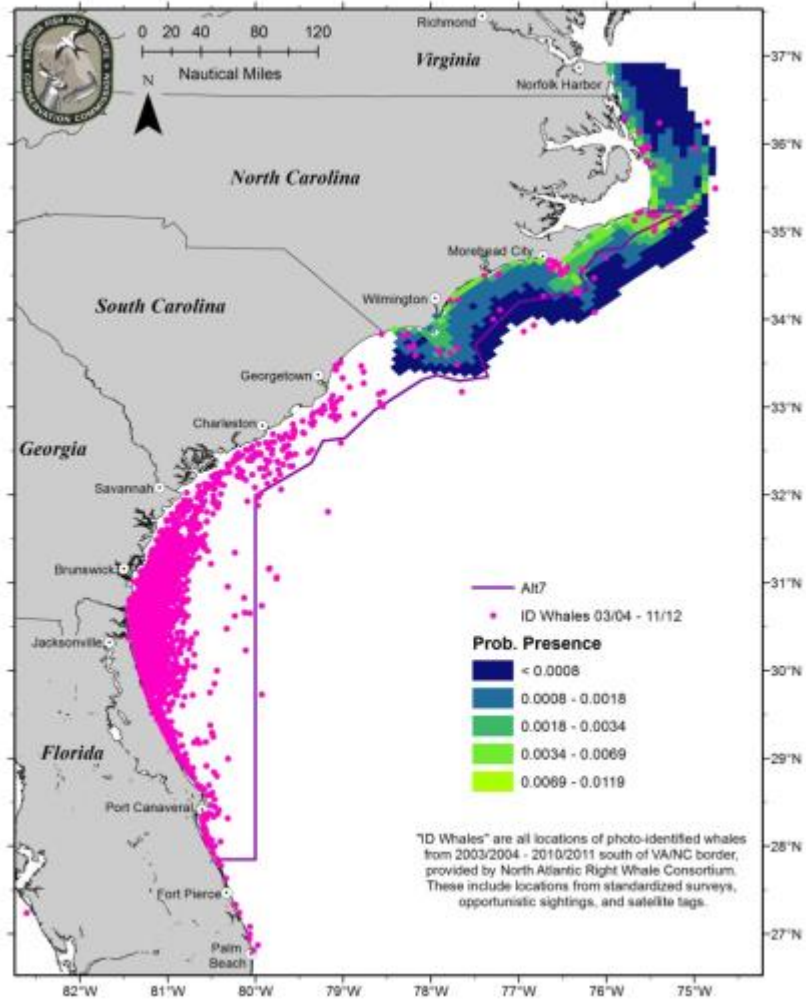 FLORIDA FISH AND WILDLIFE
CONSERVATION COMMISSION
0 20 40 80 120
Nautical Miles
N
Richmond
Virginia
37°N
Norfolk Harbor
36°N
North Carolina
35°N
Morehead City
South Carolina
Wilmington
34°N
Georgetown
33°N
Charleston
Georgia
Savannah
32°N
Brunswick
31°N
Jacksonville
30°N
Florida
29°N
Port Canaveral
28°N
Fort Pierce
27°N
Palm
Beach
Alt7
ID Whales 03/04 - 11/12
Prob. Presence
< 0.0008
0.0008 - 0.0018
0.0018 - 0.0034
0.0034 - 0.0069
0.0069 - 0.0119
"ID Whales" are all locations of photo-identified whales
from 2003/2004 - 2010/2011 south of VA/NC border,
provided by North Atlantic Right Whale Consortium.
These include locations from standardized surveys,
opportunistic sightings, and satellite tags.
82°W 81°W 80°W 79°W 78°W 77°W 76°W 75°W